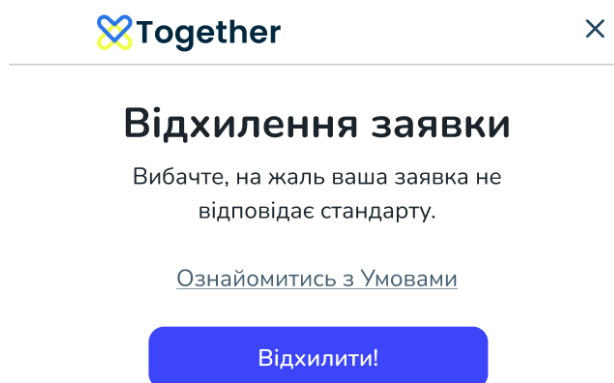 Together
Відхилення заявки
Вибачте, на жаль ваша заявка не
відповідає стандарту.
Ознайомитись з Умовами
Відхилити!